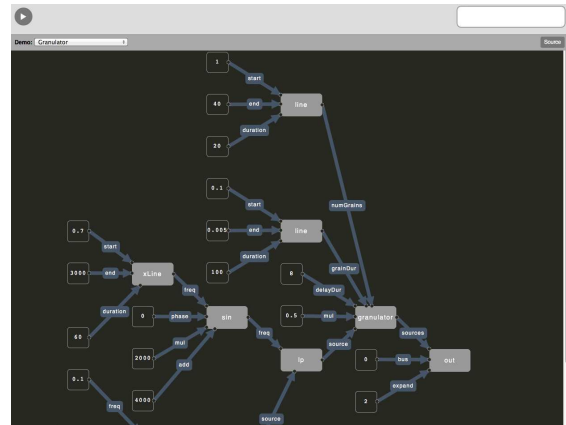 Demo: Granulator
Source
1
start
40
end
line
20
duration
0.1
start
numGrains
0.005
end
line
100
duration
grainDur
0.7
start
3000
end
xLine
60
duration
freq
8
delayDur
0.5
mul
granulator
0
phase
sin
2000
mul
4000
add
freq
lp
source
sources
0
bus
out
2
expand
0.1
freq
source